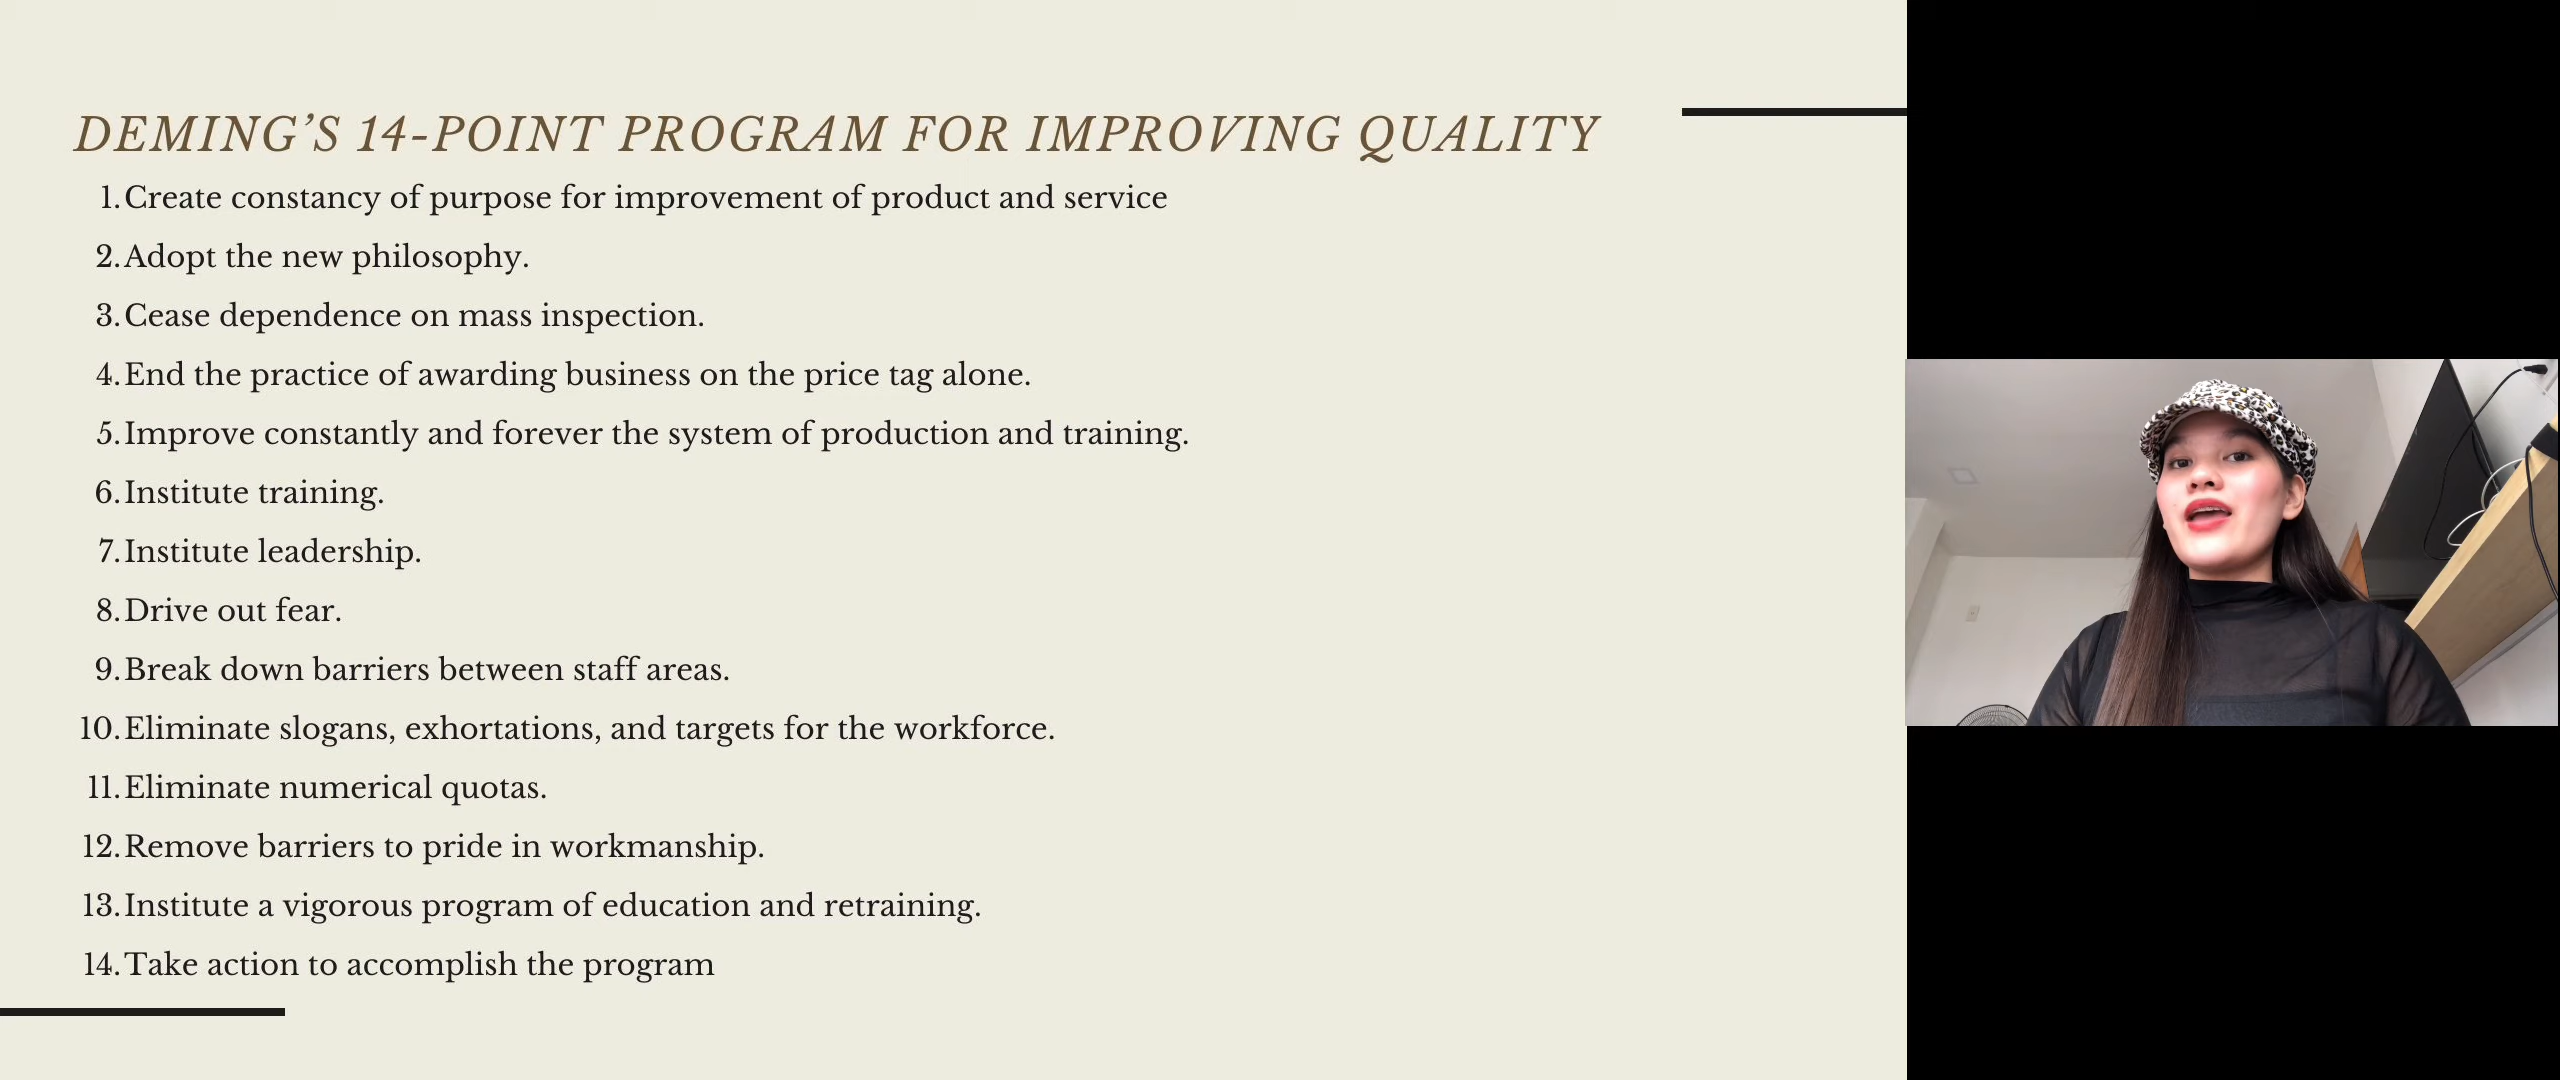 DEMING’S 14-POINT PROGRAM FOR IMPROVING QUALITY
1. Create constancy of purpose for improvement of product and service
2. Adopt the new philosophy.
3. Cease dependence on mass inspection.
4. End the practice of awarding business on the price tag alone.
5. Improve constantly and forever the system of production and training.
6. Institute training.
7. Institute leadership.
8. Drive out fear.
9. Break down barriers between staff areas.
10. Eliminate slogans, exhortations, and targets for the workforce.
11. Eliminate numerical quotas.
12. Remove barriers to pride in workmanship.
13. Institute a vigorous program of education and retraining.
14. Take action to accomplish the program